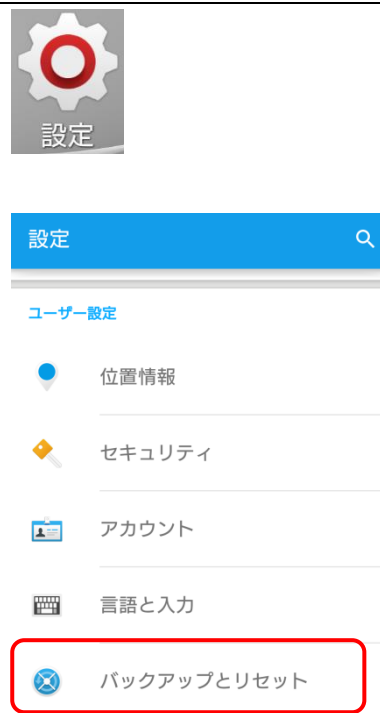 設定
設定
ユーザー設定
位置情報
セキュリティ
アカウント
言語と入力
バックアップとリセット